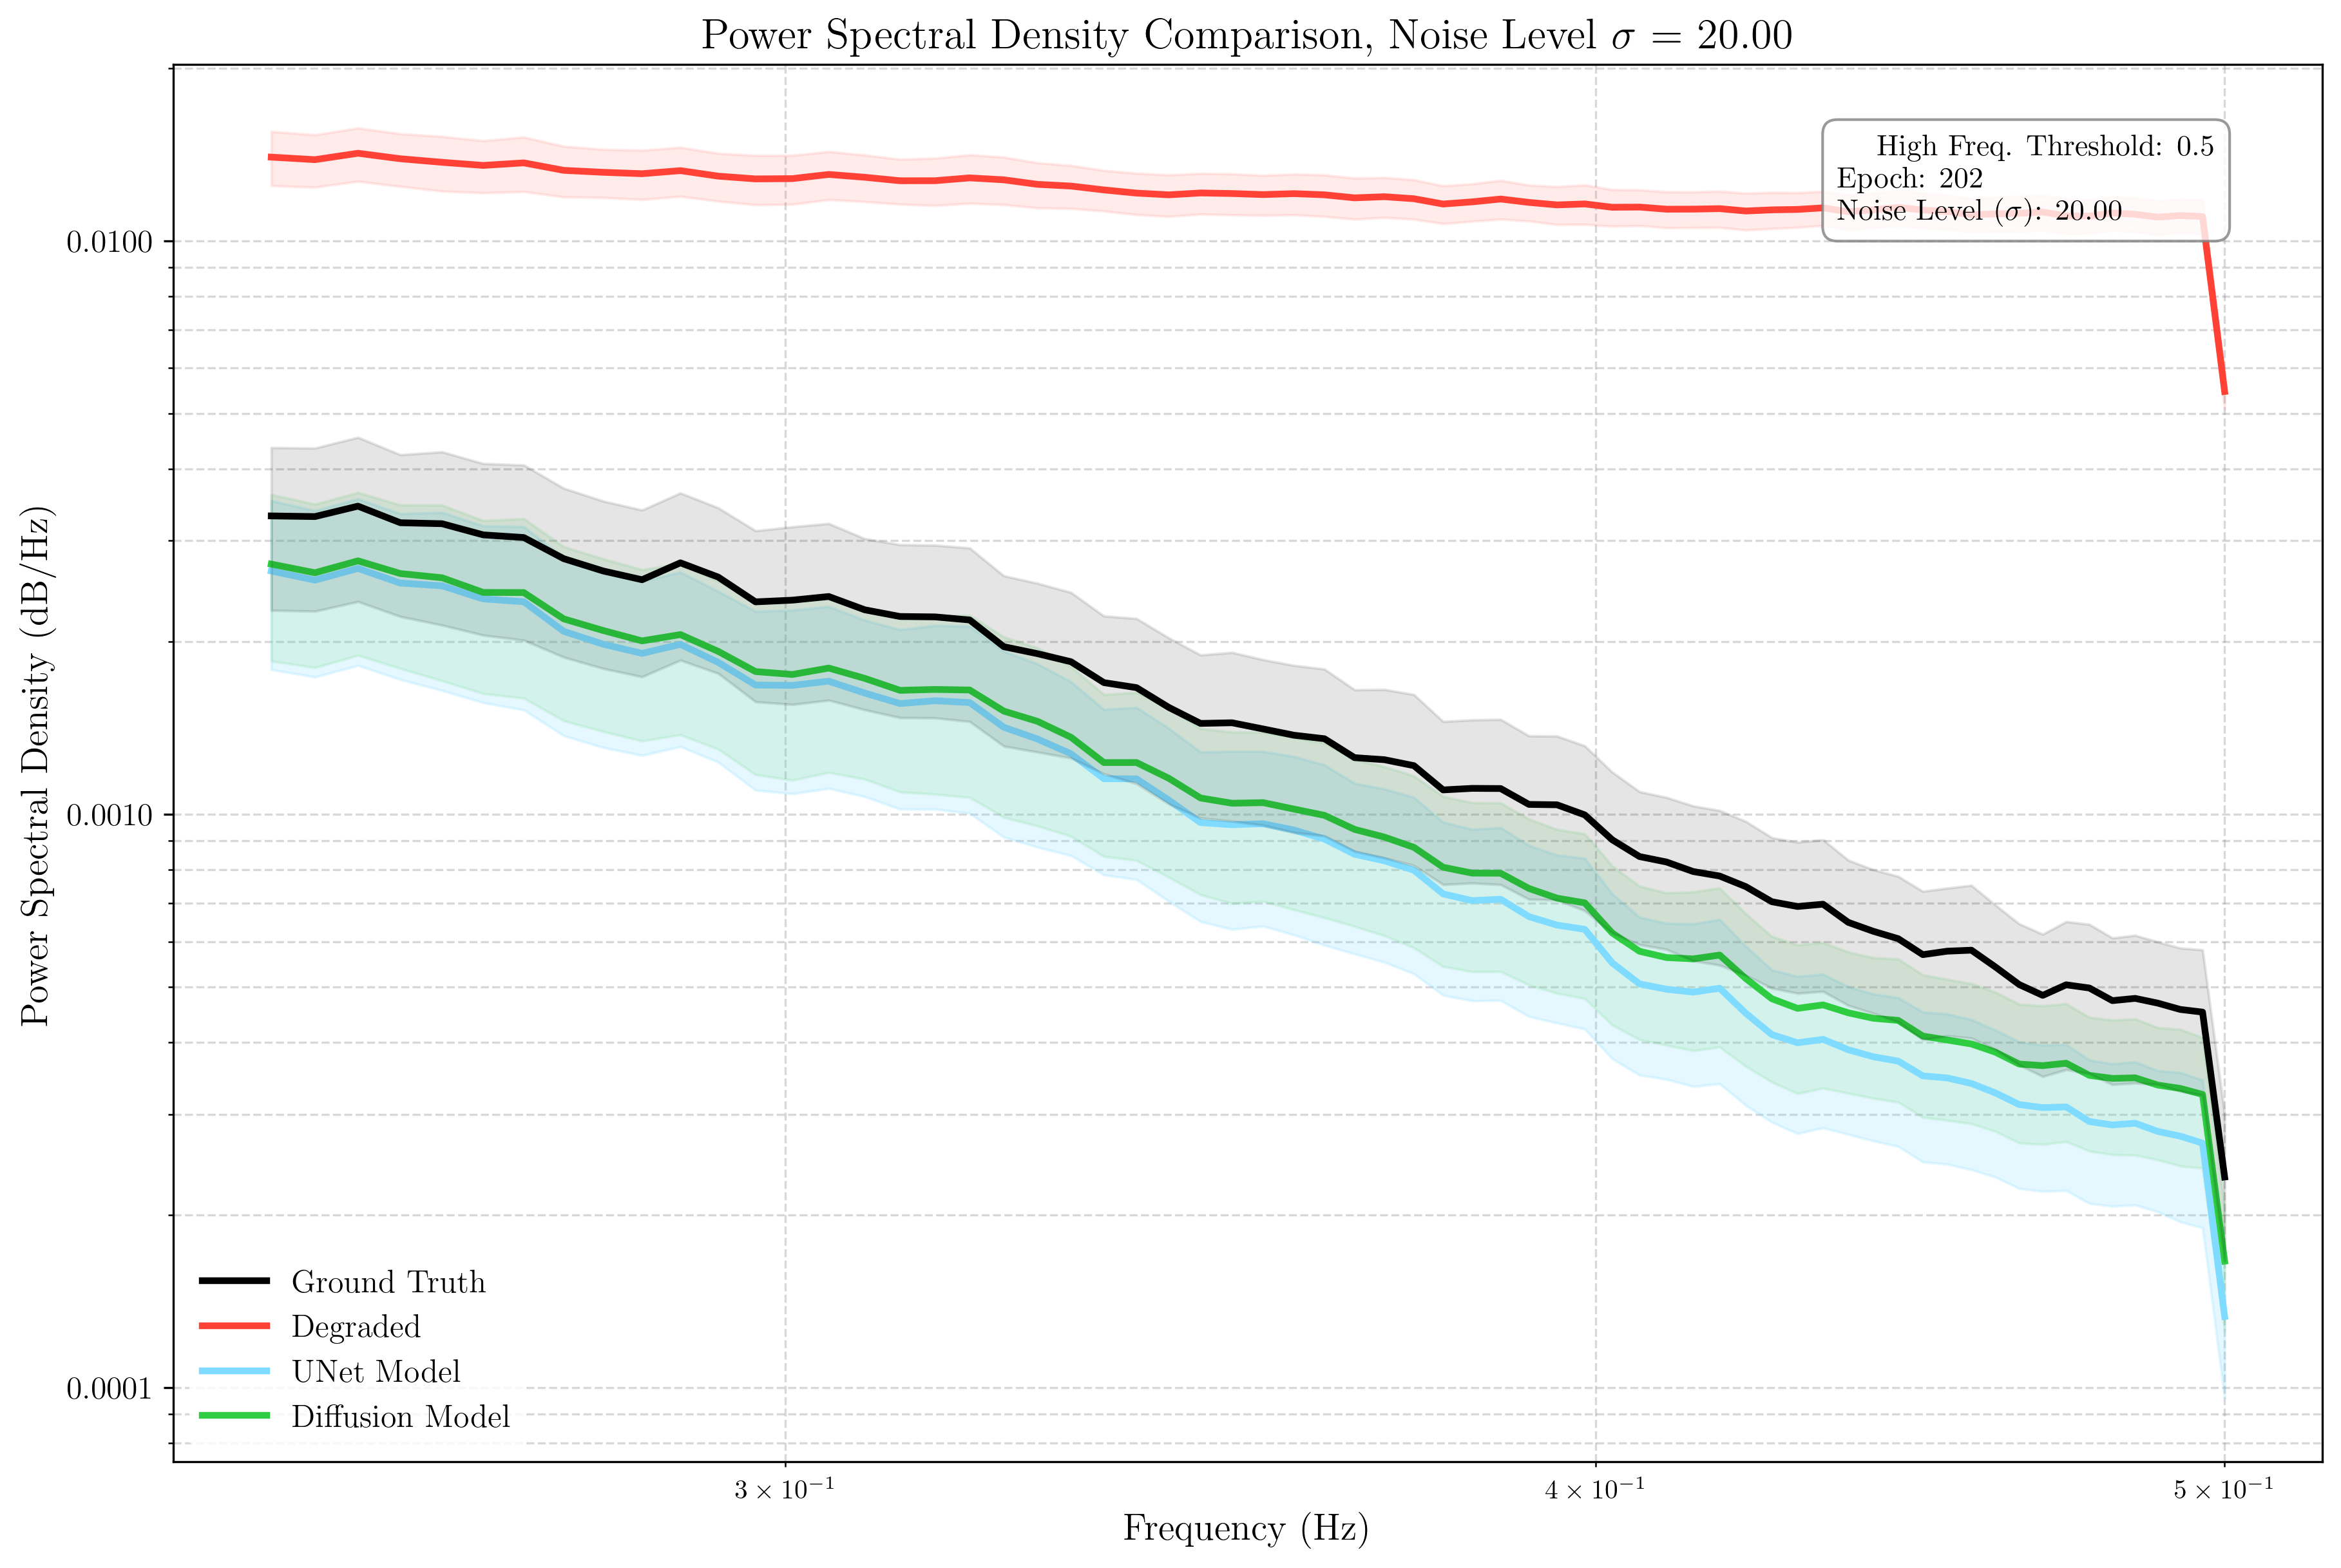 Power Spectral Density Comparison, Noise Level σ = 20.00
High Freq. Threshold: 0.5
Epoch: 202
Noise Level (σ): 20.00
Power Spectral Density (dB/Hz)
0.0100
0.0010
0.0001
Ground Truth
Degraded
UNet Model
Diffusion Model
3 × 10⁻¹
4 × 10⁻¹
5 × 10⁻¹
Frequency (Hz)